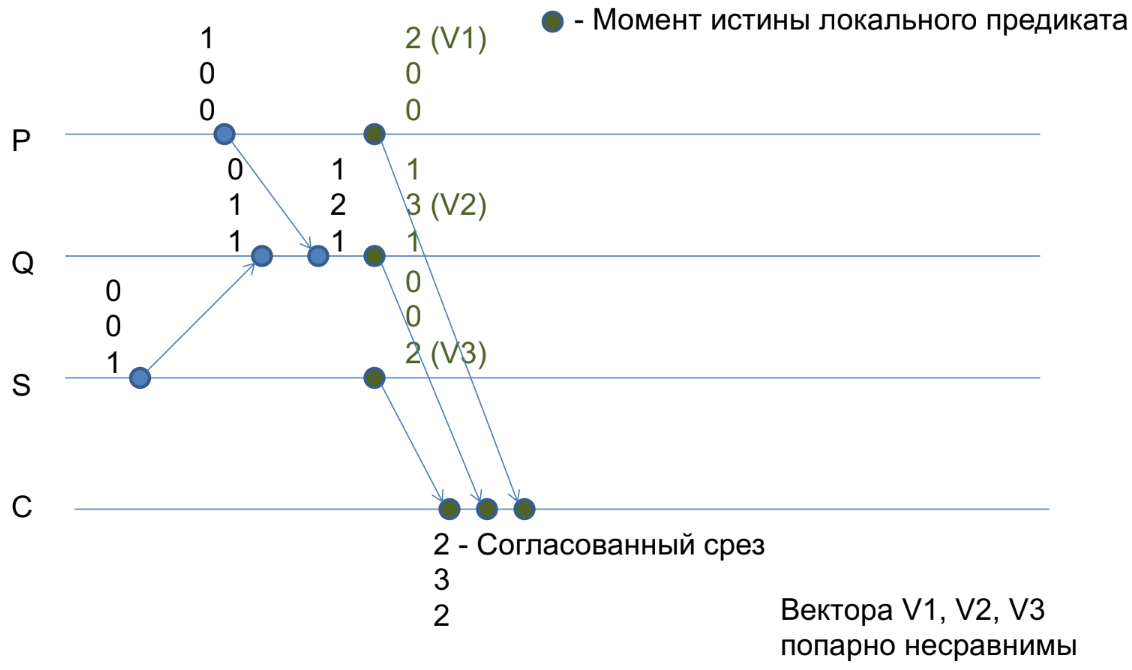 - Момент истины локального предиката
1
0
0
2 (V1)
0
0
P
0
1
1
1
2
1
1
3 (V2)
1
Q
0
0
1
0
0
2 (V3)
S
C
2 - Согласованный срез
3
2
Вектора V1, V2, V3
попарно несравнимы